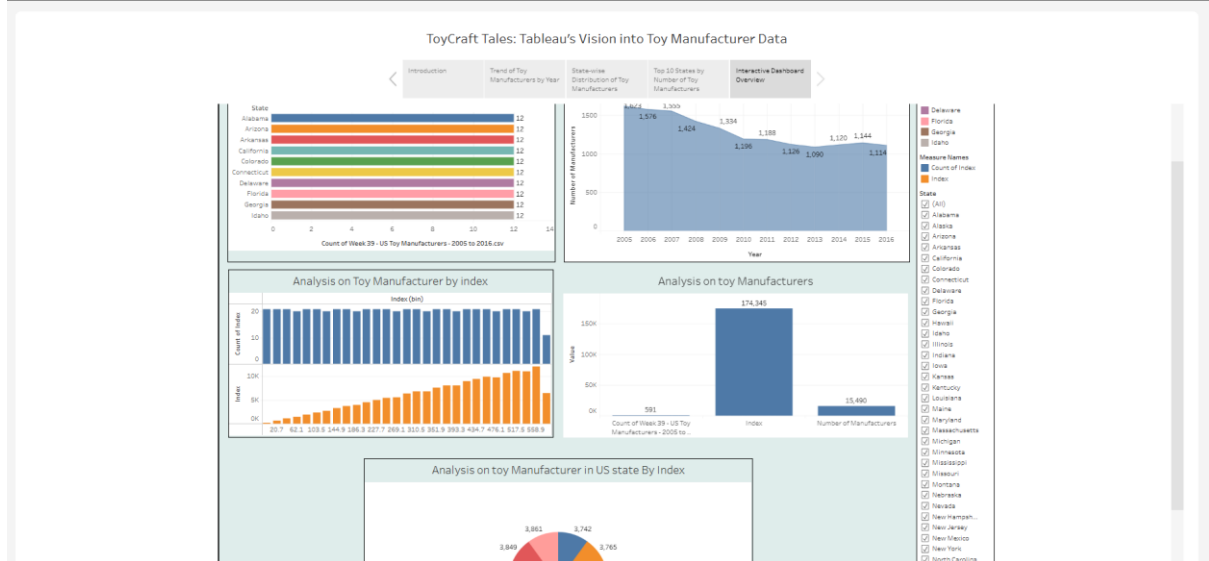 ToyCraft Tales: Tableau's Vision into Toy Manufacturer Data
Introduction
Trend of Toy
Manufacturers by Year
State-wise
Distribution of Toy
Manufacturers
Top 10 States by
Number of Toy
Manufacturers
Interactive Dashboard
Overview
State
Alabama 12
Arizona 12
Arkansas 12
California 12
Colorado 12
Connecticut 12
Delaware 12
Florida 12
Georgia 12
Idaho 12
0 2 4 6 8 10 12 14
Count of Week 39 - US Toy Manufacturers - 2005 to 2016.csv
Number of Manufacturers
1500
1000
500
0
1,576
1,424
1,334
1,196
1,188
1,126
1,090
1,120
1,144
1,114
2005 2006 2007 2008 2009 2010 2011 2012 2013 2014 2015 2016
Year
Delaware
Florida
Georgia
Idaho
Measure Names
Count of Index
Index
State
(All)
Alabama
Alaska
Arizona
Arkansas
California
Colorado
Connecticut
Delaware
Florida
Georgia
Hawaii
Idaho
Illinois
Indiana
Iowa
Kansas
Kentucky
Louisiana
Maine
Maryland
Massachusetts
Michigan
Minnesota
Mississippi
Missouri
Montana
Nebraska
Nevada
New Hampsh...
New Jersey
New Mexico
New York
North Carolina
Analysis on Toy Manufacturer by index
Index (bin)
Count of Index
20
10
0
Index
10K
5K
0K
20.7 62.1 103.5 144.9 186.3 227.7 269.1 310.5 351.9 393.3 434.7 476.1 517.5 558.9
Analysis on toy Manufacturers
Value
150K
100K
50K
0K
591
174,345
15,490
Count of Week 39 - US Toy
Manufacturers - 2005 to ...
Index
Number of Manufacturers
Analysis on toy Manufacturer in US state By Index
3,861
3,742
3,849
3,765